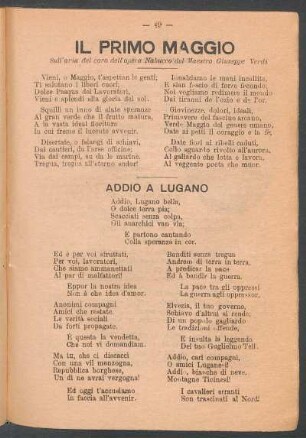 — 49 —
IL PRIMO MAGGIO
Sull'aria del coro dell'opera Nabucco del Maestro Giuseppe Verdi
Vieni, o Maggio, t'aspettan le genti;
Ti salutano i liberi cuori;
Dolce Pasqua dei Lavoratori,
Vieni e splendi alla gloria del sol.
Squilli un inno di alate speranze
Al gran verde che il frutto matura,
A la vasta ideal fioritura
In cui freme il lucente avvenir.
Disertate, o falangi di schiavi,
Dai cantieri, da l'arse officine;
Via dai campi, su da le marine
Tregua, tregua all'eterno sudor!
Innalziamo le mani incallite,
E sian fascio di forze fecondo.
Noi vogliamo redimere il mondo
Dai tiranni de l'ozio e de l'or.
Giovinezze, dolori, ideali,
Primavere dal fascino arcano,
Verde Maggio del genere umano,
Date ai petti il coraggio e la fè.
Date fiori ai ribelli caduti,
Collo sguardo rivolto all'aurora,
Al gagliardo che lotta e lavora,
Al veggente poeta che muor.
ADDIO A LUGANO
Addio, Lugano bella,
O dolce terra pia;
Scacciati senza colpa,
Gli anarchici van via;
E partono cantando
Colla speranza in cor.
Ed è per voi sfruttati,
Per voi, lavoratori,
Che siamo ammanettati
Al par di malfattori!
Eppur la nostra idea
Non è che idea d'amor.
Anonimi compagni
Amici che restate
Le verità sociali
Da forti propagate.
È questa la vendetta,
Che noi vi domandiam.
Ma tu, che ci discacci
Con una vil menzogna,
Repubblica borghese,
Un dì ne avrai vergogna!
Ed oggi t'accusiamo
In faccia all'avvenir.
Banditi senza tregua
Andrem di terra in terra
A predicar la pace
Ed a bandir la guerra.
La pace tra gli oppressi
La guerra agli oppressor.
Elvezia, il tuo governo,
Schiavo d'altrui si rende,
Di un popolo gagliardo
Le tradizioni offende,
E insulta la leggenda
Del tuo Guglielmo Tell.
Addio, cari compagni,
O amici Luganesi!
Addio, bianche di neve,
Montagne Ticinesi!
I cavalieri erranti
Son trascinati al Nord!